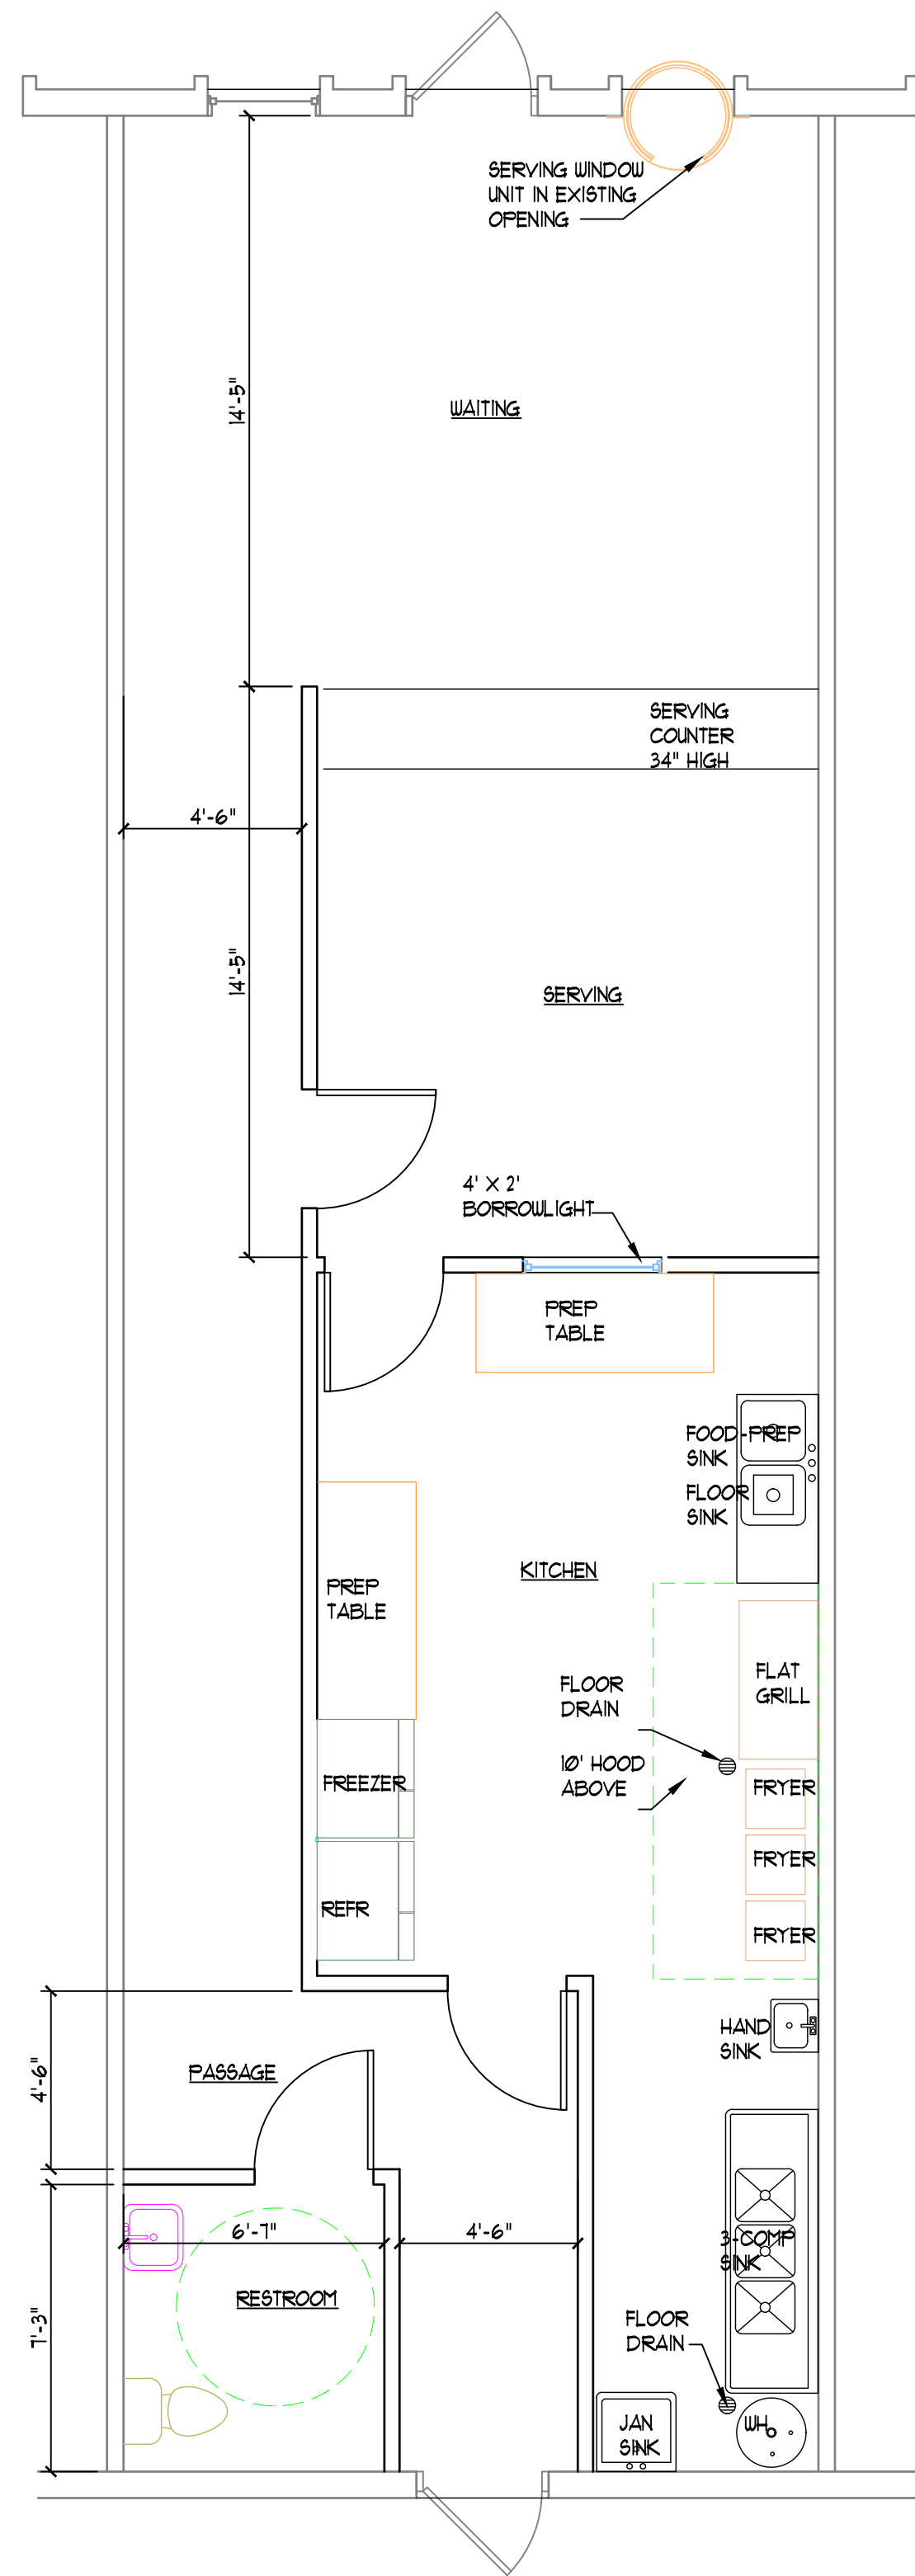 SERVING WINDOW
UNIT IN EXISTING
OPENING
14'-5"
WAITING
SERVING
COUNTER
34" HIGH
4'-6"
14'-5"
SERVING
4' X 2'
BORROWLIGHT
PREP
TABLE
FOOD-PREP
SINK
FLOOR
SINK
KITCHEN
PREP
TABLE
FLAT
GRILL
FLOOR
DRAIN
10' HOOD
ABOVE
FREEZER
FRYER
FRYER
REFR
FRYER
HAND
SINK
PASSAGE
4'-6"
6'-7"
4'-6"
3-COMP
SINK
RESTROOM
7'-3"
FLOOR
DRAIN
JAN
SINK
WH